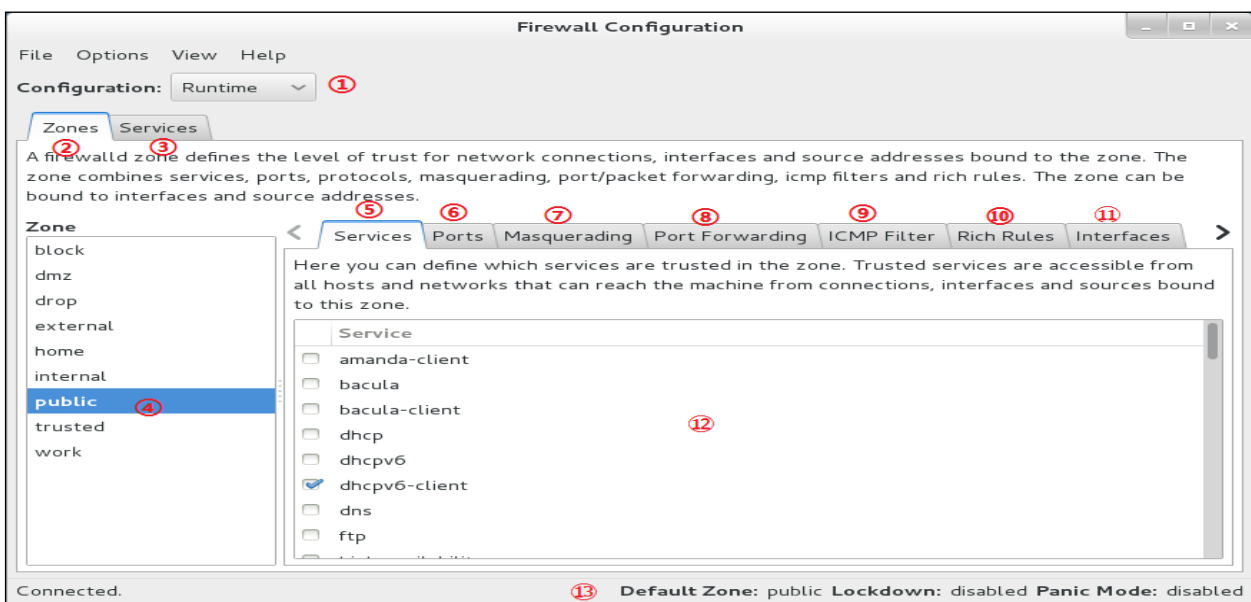 Firewall Configuration
File Options View Help
Configuration: Runtime ①
Zones Services
② ③
A firewalld zone defines the level of trust for network connections, interfaces and source addresses bound to the zone. The
zone combines services, ports, protocols, masquerading, port/packet forwarding, icmp filters and rich rules. The zone can be
bound to interfaces and source addresses.
⑤ ⑥ ⑦ ⑧ ⑨ ⑩ ⑪
Zone
block
dmz
drop
external
home
internal
public ④
trusted
work
Services Ports Masquerading Port Forwarding ICMP Filter Rich Rules Interfaces
Here you can define which services are trusted in the zone. Trusted services are accessible from
all hosts and networks that can reach the machine from connections, interfaces and sources bound
to this zone.
Service
amanda-client
bacula
bacula-client ⑫
dhcp
dhcpv6
dhcpv6-client
dns
ftp
Connected. ⑬ Default Zone: public Lockdown: disabled Panic Mode: disabled